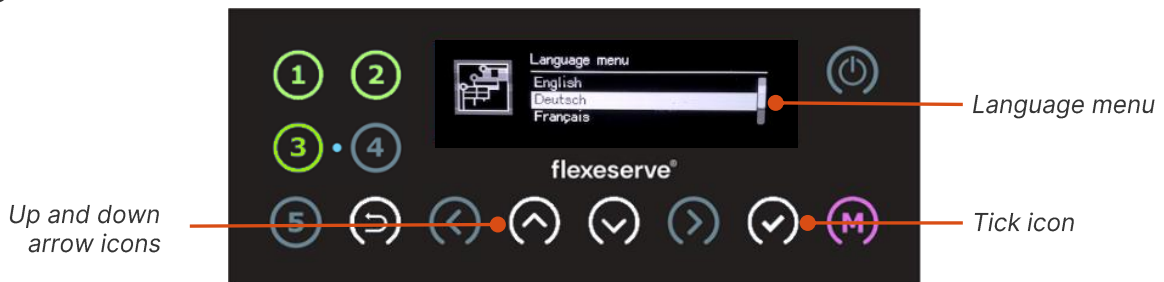 1
2
Language menu
English
Deutsch
Français
Language menu
3
4
flexeserve®
Up and down
arrow icons
5
M
Tick icon